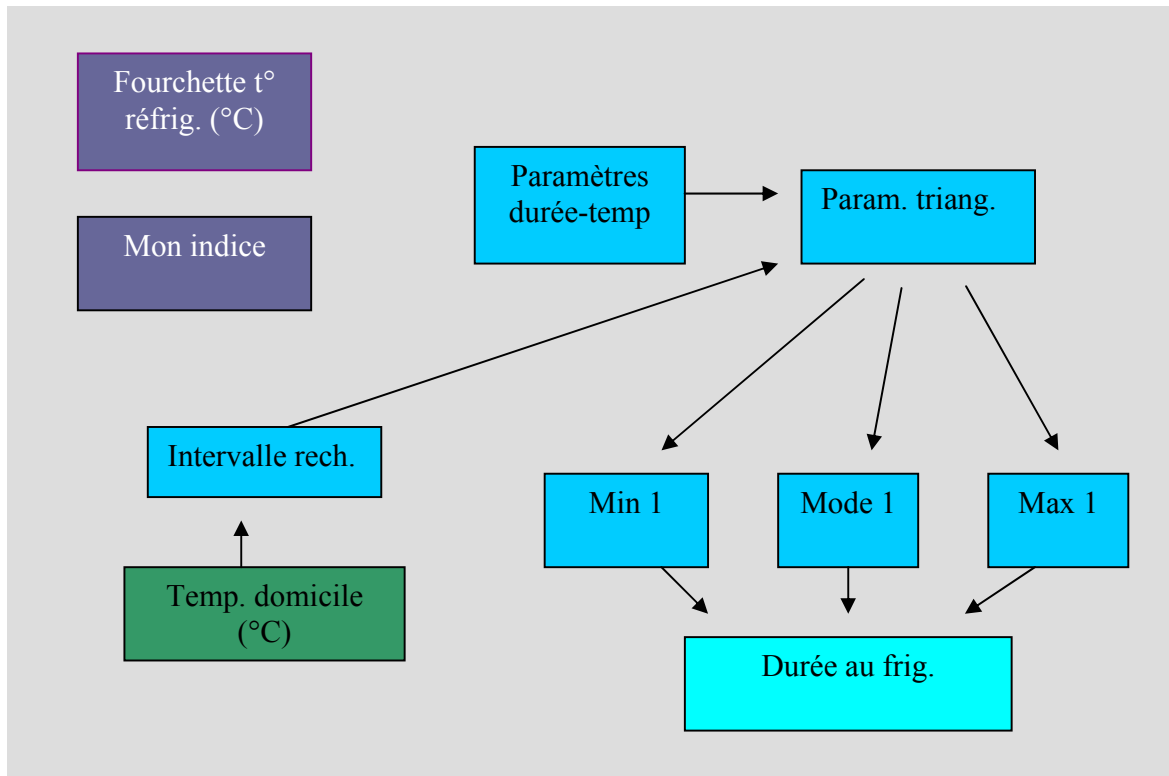 Fourchette t°
réfrig. (°C)
Paramètres
durée-temp
Param. triang.
Mon indice
Intervalle rech.
Min 1
Mode 1
Max 1
Temp. domicile
(°C)
Durée au frig.